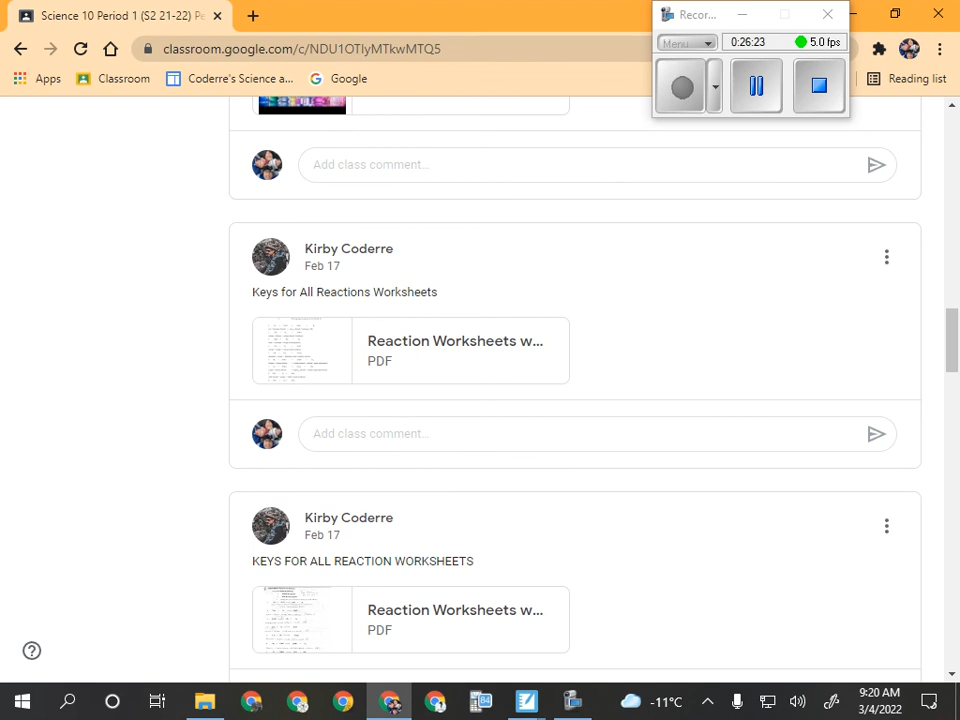 Science 10 Period 1 (S2 21-22) P
classroom.google.com/c/NDU1OTIyMTkwMTQ5
Recor...
Menu
0:26:23
5.0 fps
Apps
Classroom
Coderre's Science a...
Google
Reading list
Add class comment...
Kirby Coderre
Feb 17
Keys for All Reactions Worksheets
Reaction Worksheets w...
PDF
Add class comment...
Kirby Coderre
Feb 17
KEYS FOR ALL REACTION WORKSHEETS
Reaction Worksheets w...
PDF
-11°C
9:20 AM
3/4/2022